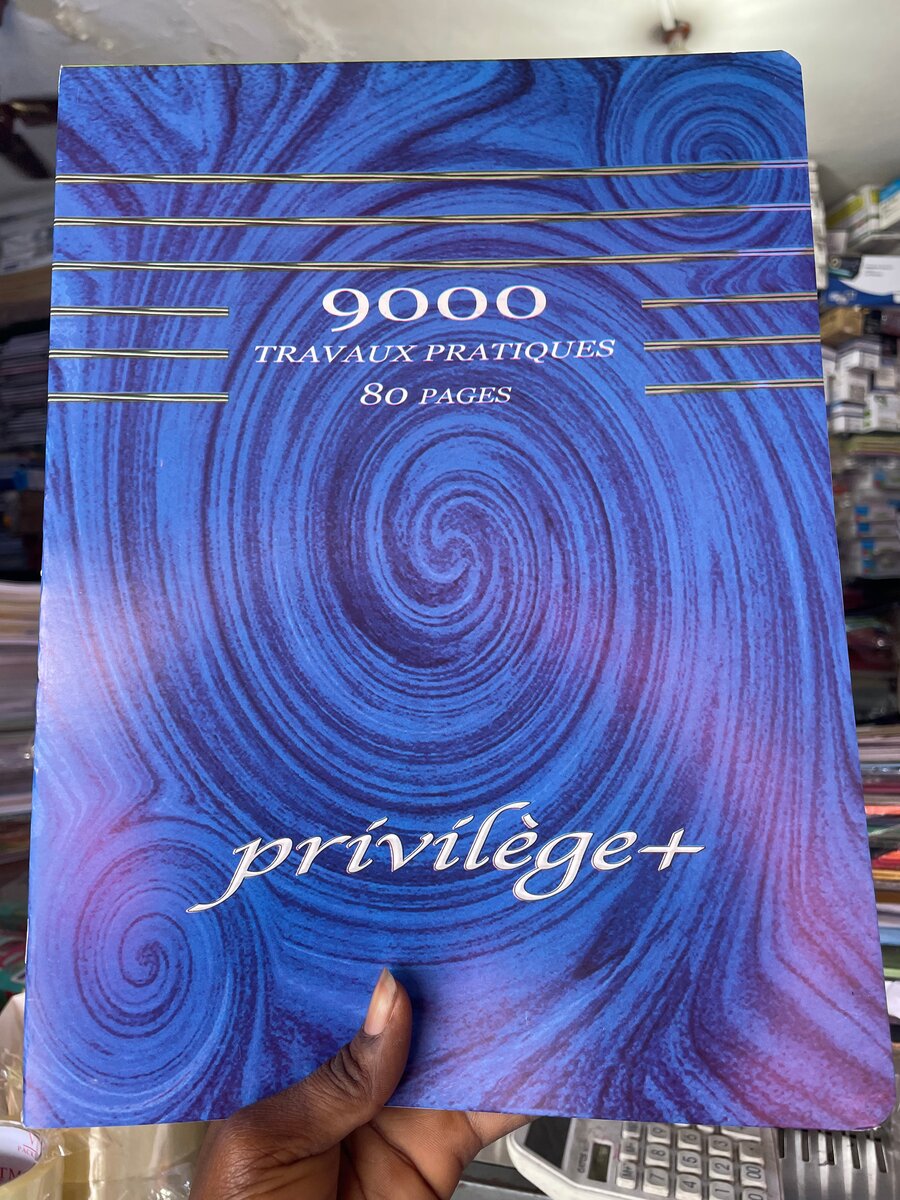 9000
TRAVAUX PRATIQUES
80 PAGES
privilège+